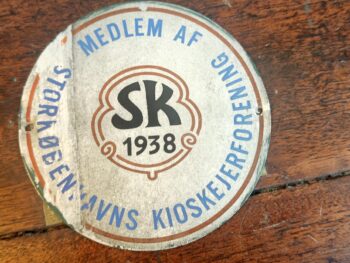 MEDLEM AF
STORKØBENHAVNS KIOSKEJERFORENING
SK
1938